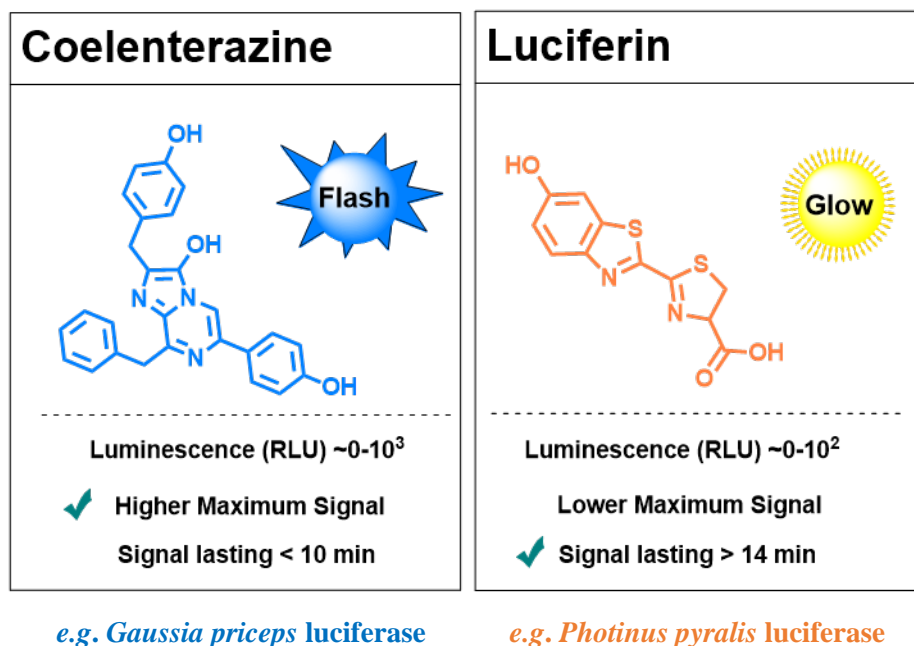 Coelenterazine
OH
Flash
OH
N
N
N
OH
Luminescence (RLU) ~0-10³
✓ Higher Maximum Signal
Signal lasting < 10 min
e.g. Gaussia priceps luciferase
Luciferin
HO
Glow
S
S
N
N
OH
O
Luminescence (RLU) ~0-10²
Lower Maximum Signal
✓ Signal lasting > 14 min
e.g. Photinus pyralis luciferase